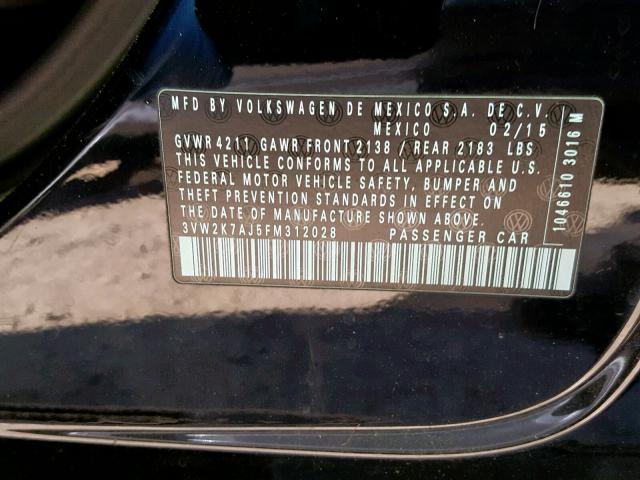 MFD BY VOLKSWAGEN DE MEXICO S.A. DE C.V.
MEXICO 02/15
GVWR 4211 GAWR FRONT 2138 / REAR 2183 LBS
THIS VEHICLE CONFORMS TO ALL APPLICABLE U.S.
FEDERAL MOTOR VEHICLE SAFETY, BUMPER AND
THEFT PREVENTION STANDARDS IN EFFECT ON
THE DATE OF MANUFACTURE SHOWN ABOVE.
3VW2K7AJ5FM312028 PASSENGER CAR
1046610 3016 M